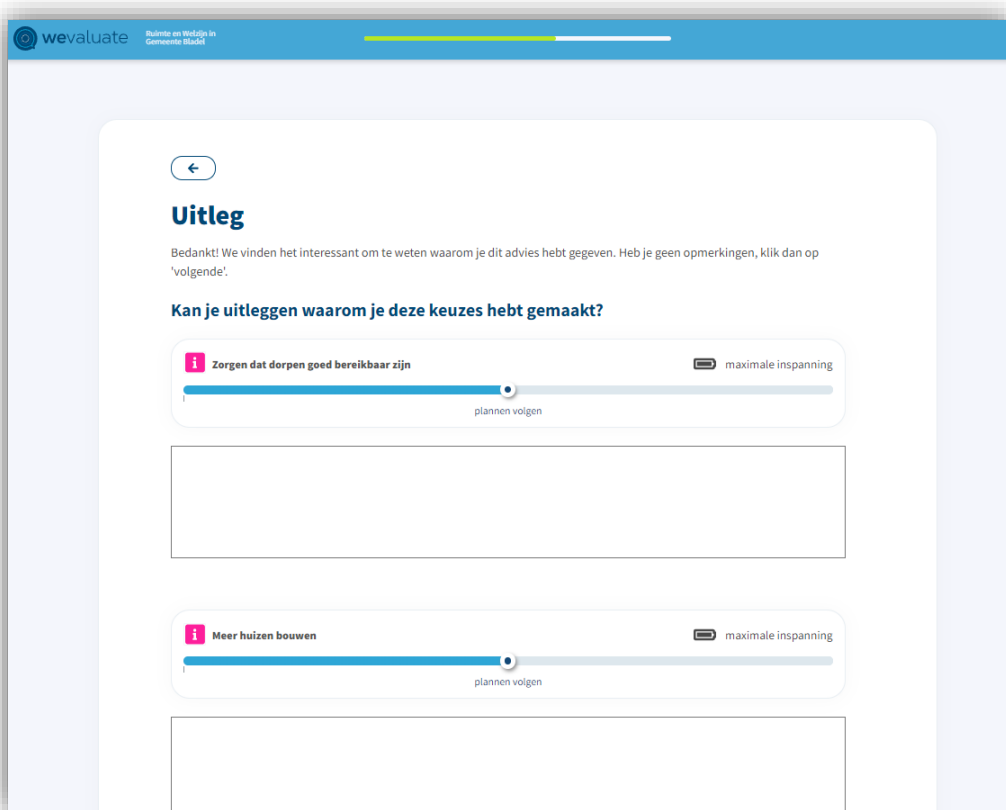 wevaluate
Ruimte en Welzijn in
Gemeente Bladel
Uitleg
Bedankt! We vinden het interessant om te weten waarom je dit advies hebt gegeven. Heb je geen opmerkingen, klik dan op
'volgende'.
Kan je uitleggen waarom je deze keuzes hebt gemaakt?
i Zorgen dat dorpen goed bereikbaar zijn maximale inspanning
plannen volgen
i Meer huizen bouwen maximale inspanning
plannen volgen